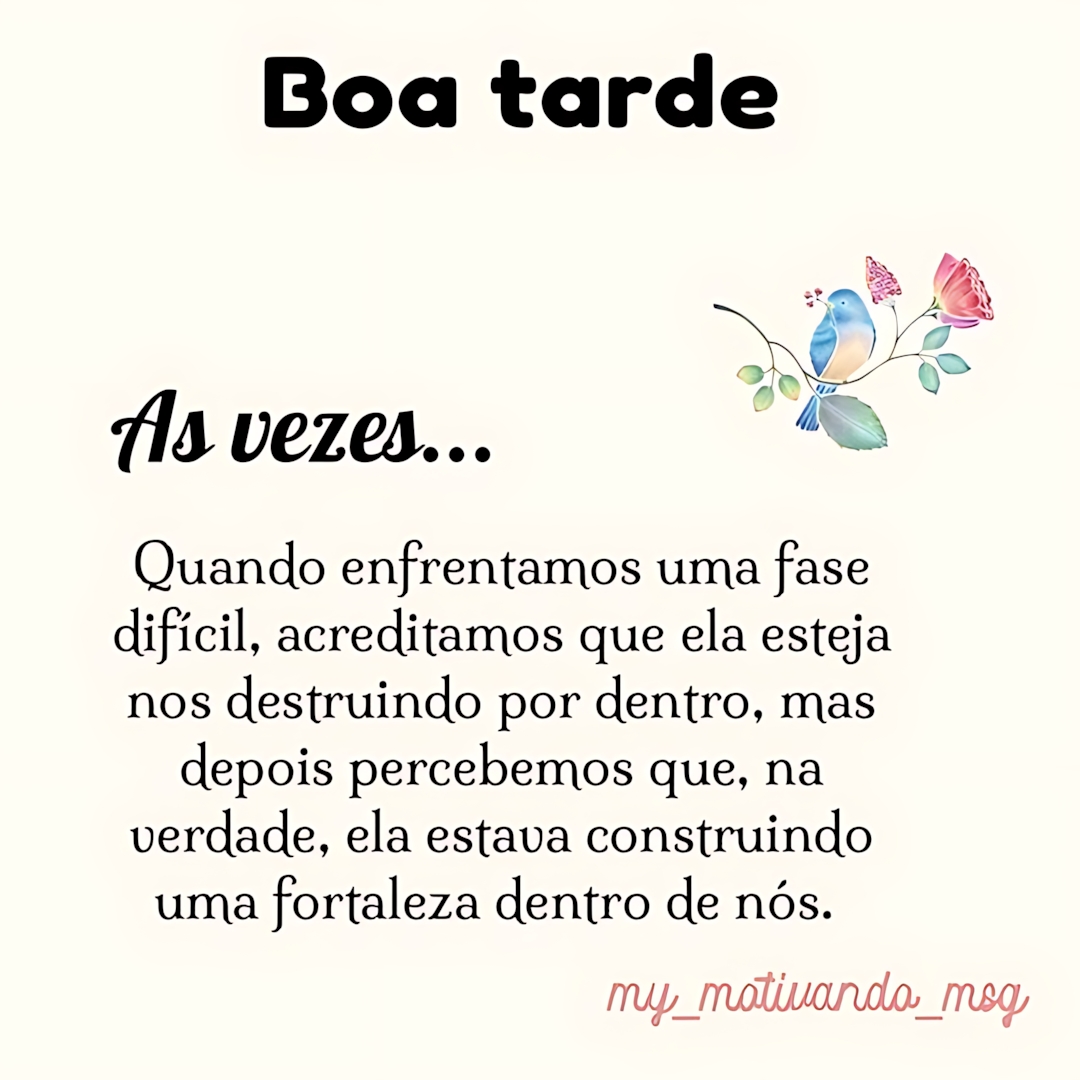 Boa tarde
As vezes...
Quando enfrentamos uma fase
difícil, acreditamos que ela esteja
nos destruindo por dentro, mas
depois percebemos que, na
verdade, ela estava construindo
uma fortaleza dentro de nós.
my_motivando_msg